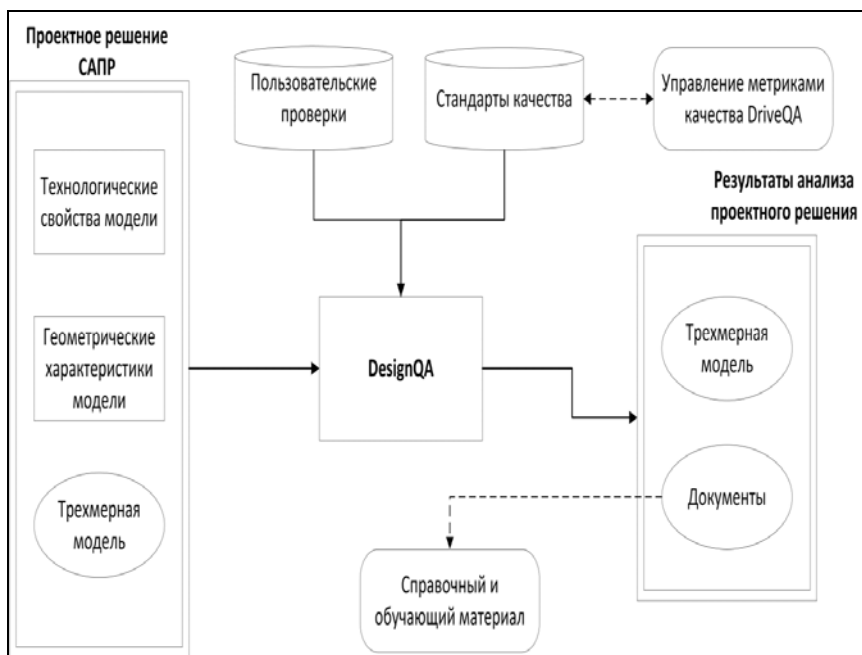 Проектное решение
САПР
Технологические
свойства модели
Геометрические
характеристики
модели
Трехмерная
модель
Пользовательские
проверки
Стандарты качества
Управление метриками
качества DriveQA
DesignQA
Результаты анализа
проектного решения
Трехмерная
модель
Документы
Справочный и
обучающий материал